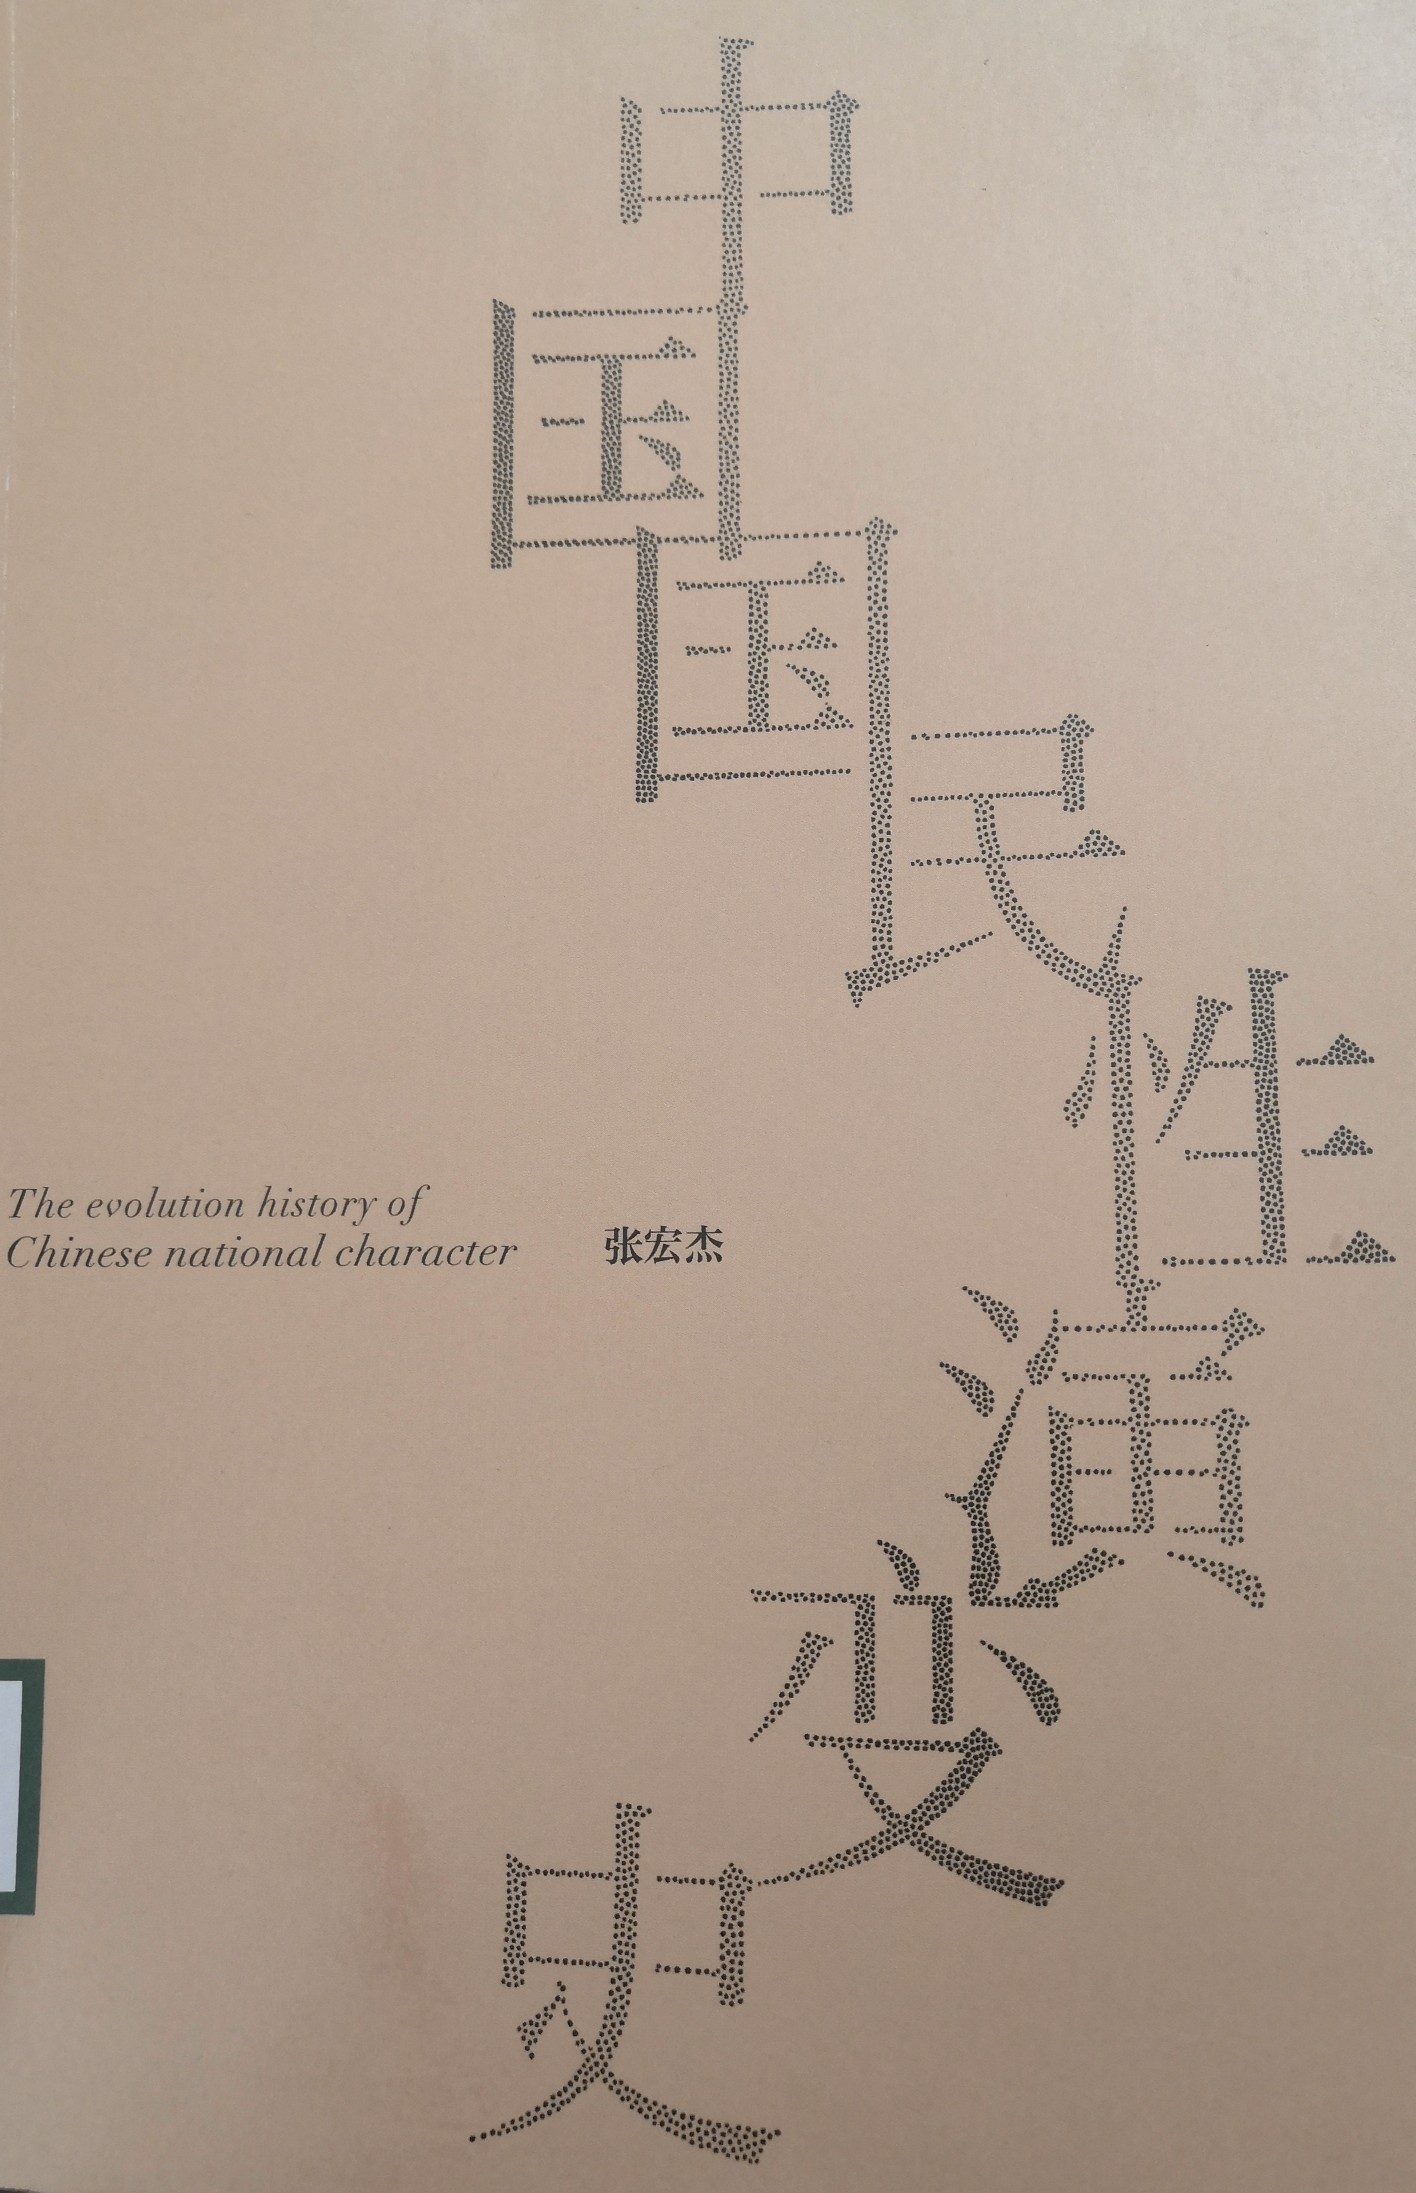 中国国民性演变史
The evolution history of
Chinese national character
张宏杰